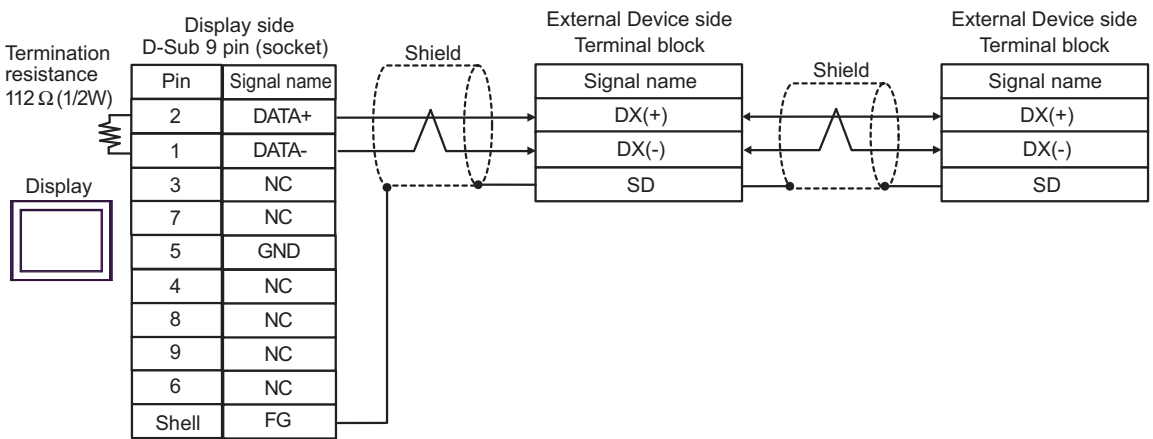 Display side
D-Sub 9 pin (socket)
External Device side
Terminal block
External Device side
Terminal block
Termination
resistance
112 Ω (1/2W)
Shield
Shield
Pin Signal name
2 DATA+
1 DATA-
3 NC
7 NC
5 GND
4 NC
8 NC
9 NC
6 NC
Shell FG
Display
Signal name
DX(+)
DX(-)
SD
Signal name
DX(+)
DX(-)
SD